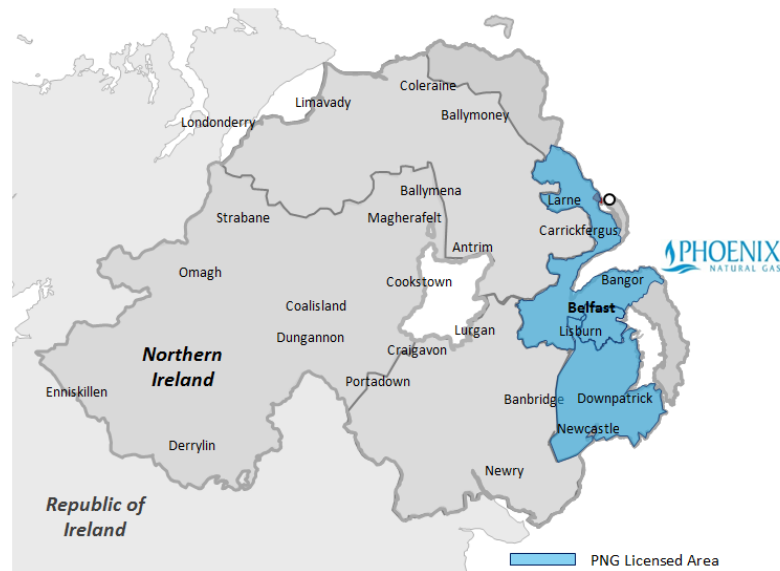 Coleraine
Limavady
Ballymoney
Londonderry
Ballymena
Larne
Strabane
Magherafelt
Carrickfergus
Antrim
PHOENIX
NATURAL GAS
Omagh
Cookstown
Bangor
Coalisland
Belfast
Lurgan
Lisburn
Dungannon
Craigavon
Northern
Ireland
Portadown
Enniskillen
Banbridge
Downpatrick
Newcastle
Derrylin
Newry
Republic of
Ireland
PNG Licensed Area